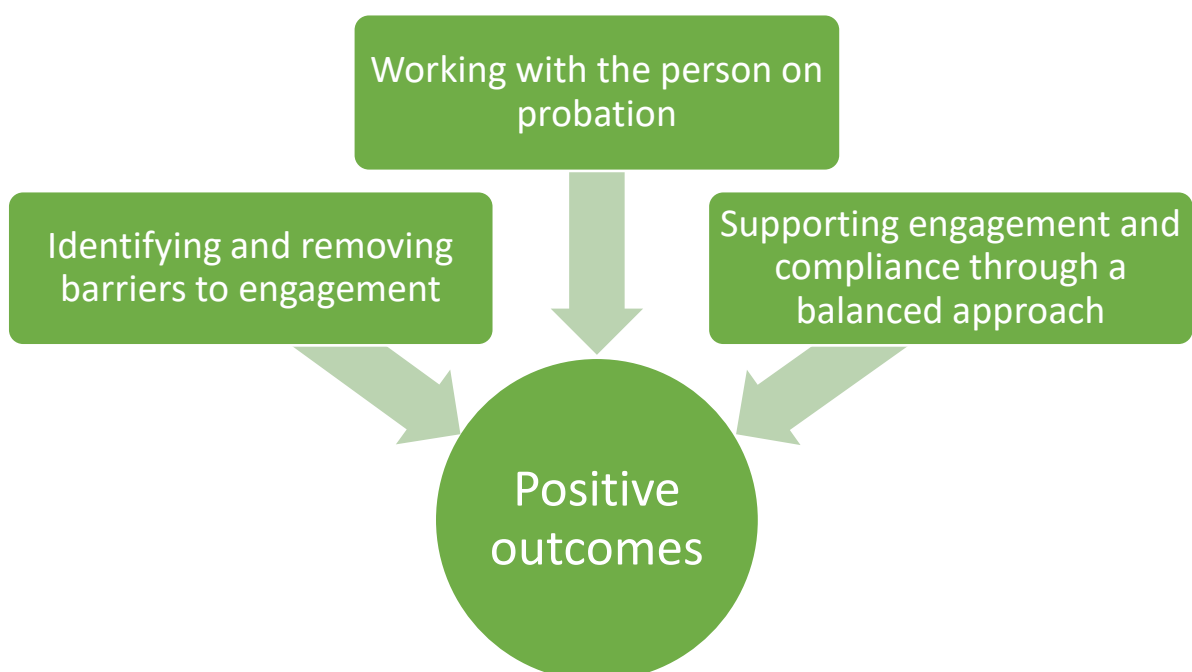 Working with the person on
probation
Identifying and removing
barriers to engagement
Supporting engagement and
compliance through a
balanced approach
Positive
outcomes